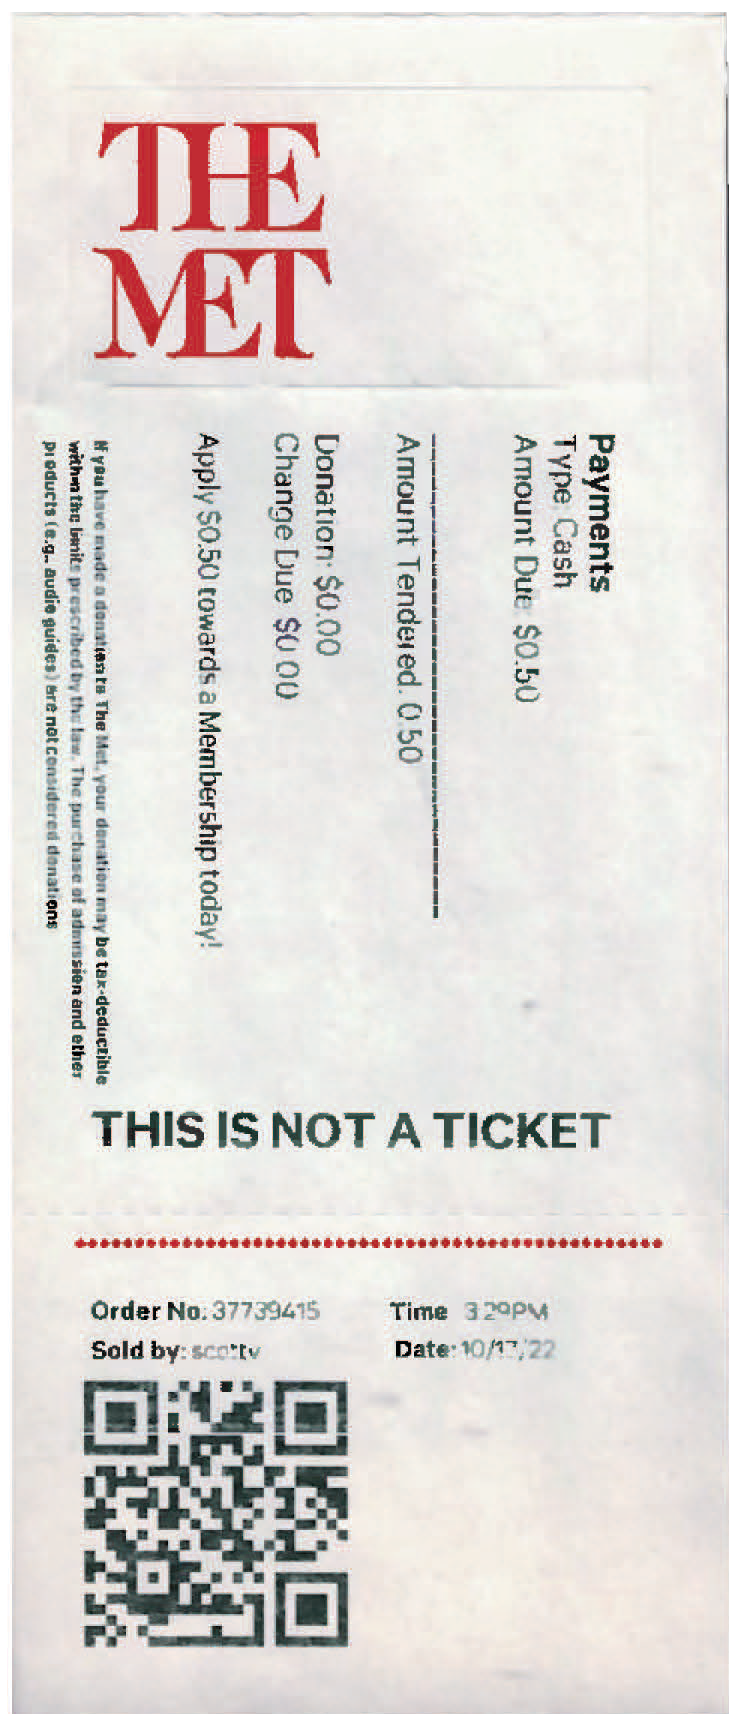 THE
MET
Payments
Type: Cash
Amount Due: $0.50
Amount Tendered: 0.50
Donation: $0.00
Change Due: $0.00
Apply $0.50 towards a Membership today!
If you have made a donation to The Met, your donation may be tax-deductible
within the limits prescribed by the law. The purchase of admission and other
products (e.g., audio guides) are not considered donations
THIS IS NOT A TICKET
Order No: 37739415
Time 3:29PM
Sold by:
Date: 10/17/22